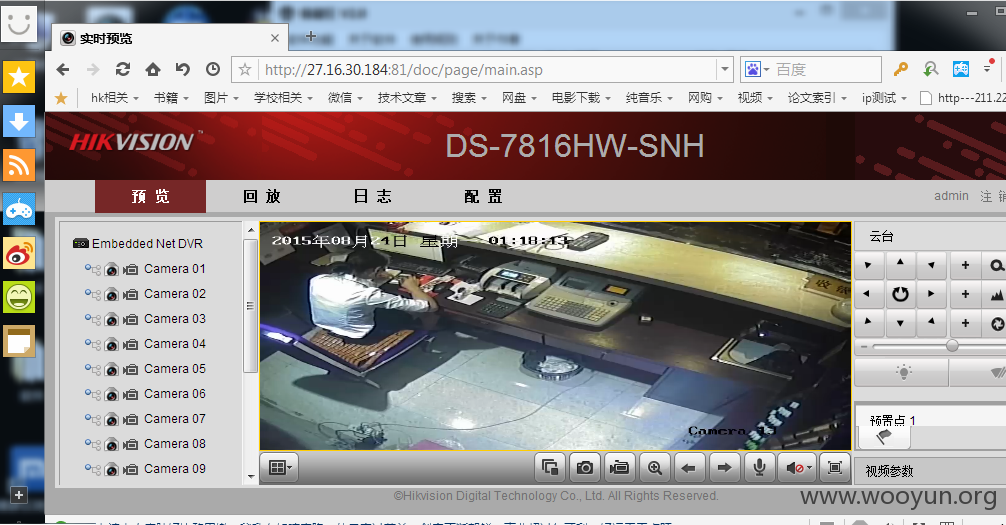 实时预览
http://27.16.30.184:81/doc/page/main.asp
百度
hk相关
书籍
图片
学校相关
微信
技术文章
搜索
网盘
电影下载
纯音乐
网购
视频
论文索引
ip测试
http---211.22
HIKVISION™
DS-7816HW-SNH
预览
回放
日志
配置
admin
注销
Embedded Net DVR
Camera 01
Camera 02
Camera 03
Camera 04
Camera 05
Camera 06
Camera 07
Camera 08
Camera 09
2015年08月24日 星期一 01:18:13
Camera
云台
预置点 1
视频参数
©Hikvision Digital Technology Co., Ltd. All Rights Reserved.
www.wooyun.org